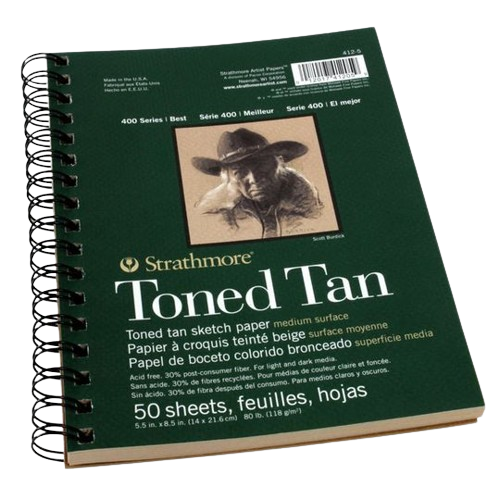 Made in the U.S.A.
Fabriqué aux États-Unis
Hecho en E.E.U.U.
Strathmore Artist Papers™
Neenah, WI 54956
www.strathmoreartist.com
412-5
400 Series | Best
Série 400 | Meilleur
Serie 400 | El mejor
Scott Burdick
Strathmore®
Toned Tan
Toned tan sketch paper medium surface
Papier à croquis teinté beige surface moyenne
Papel de boceto colorido bronceado superficie media
Acid free. 30% post-consumer fiber. For light and dark media.
Sans acide. 30% de fibres recyclées. Pour médias de couleur claire et foncée.
Sin ácido. 30% de fibra después del consumo. Para medios claros y oscuros.
50 sheets, feuilles, hojas
5.5 in. x 8.5 in. (14 x 21.6 cm) 80 lb. (118 g/m²)